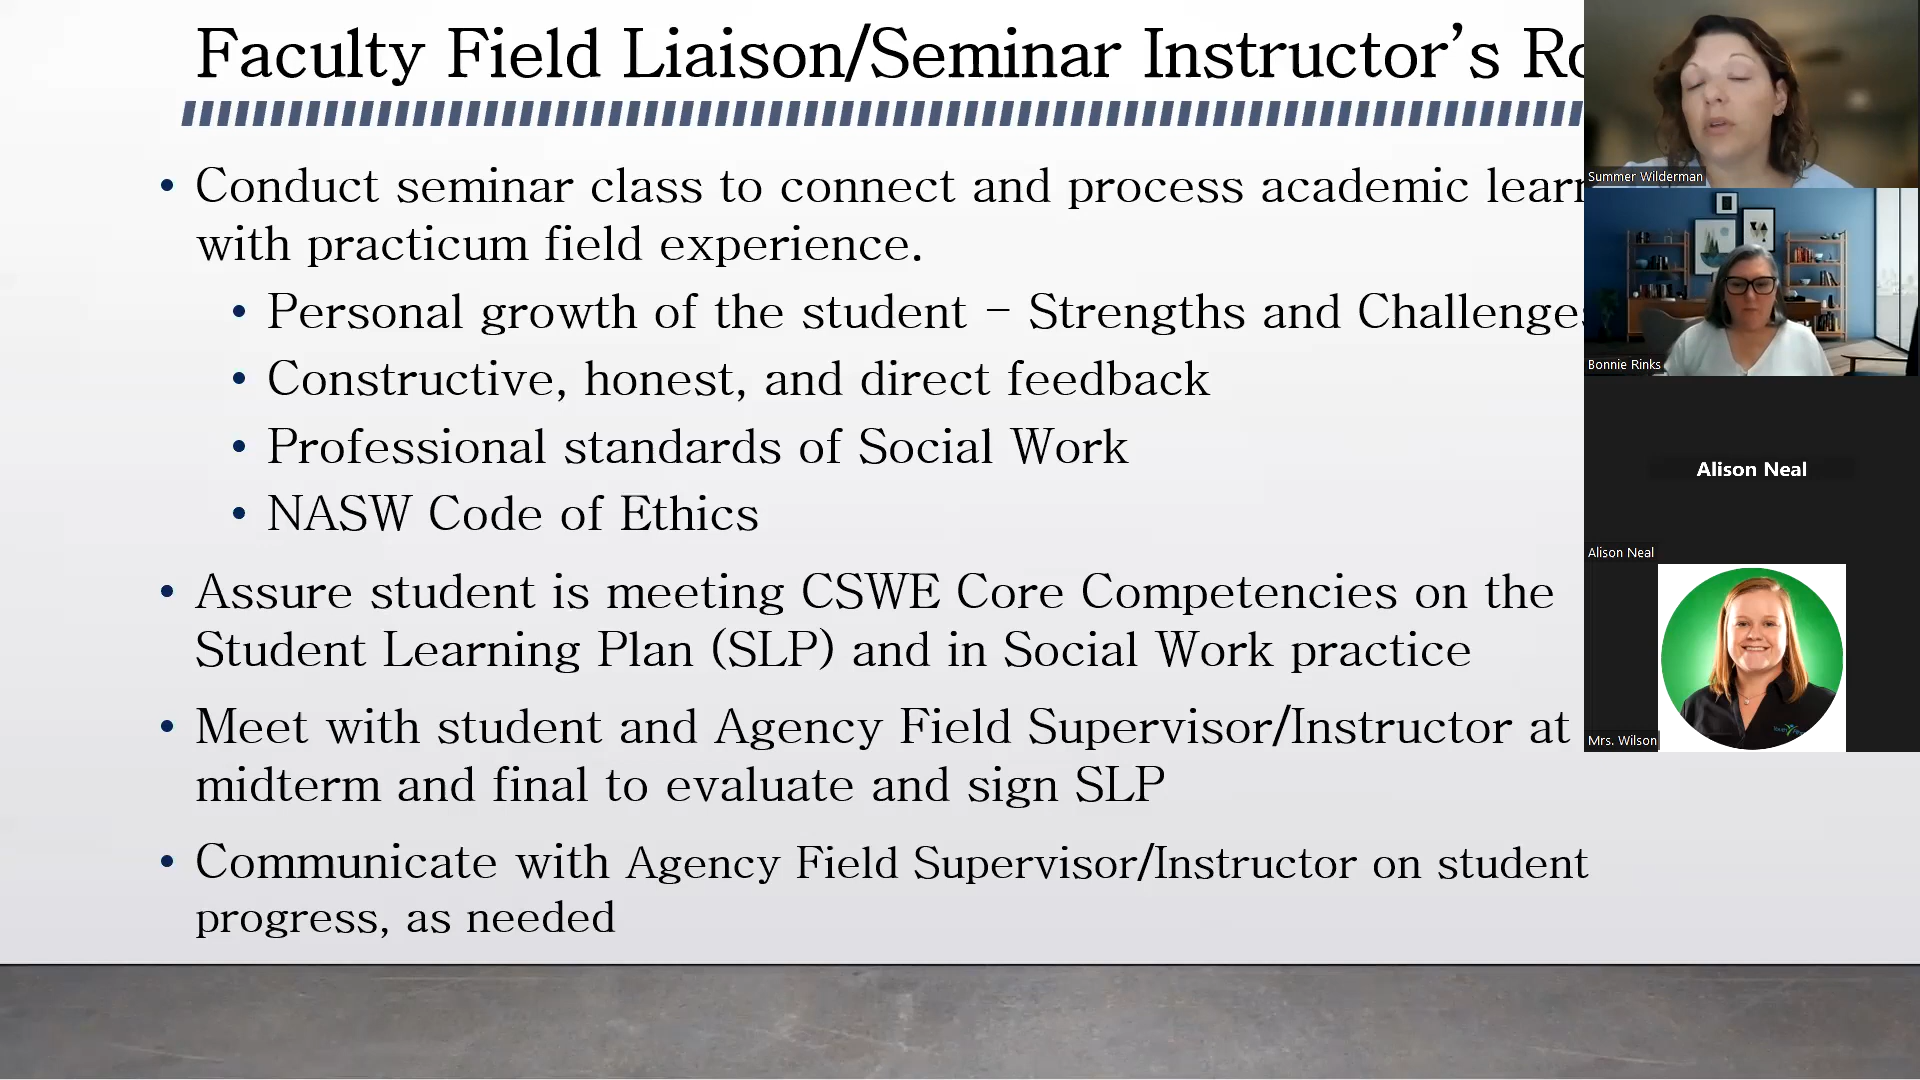 Faculty Field Liaison/Seminar Instructor's
Conduct seminar class to connect and process academic
with practicum field experience.
Personal growth of the student – Strengths and Challenges
Constructive, honest, and direct feedback
Professional standards of Social Work
NASW Code of Ethics
Assure student is meeting CSWE Core Competencies on the
Student Learning Plan (SLP) and in Social Work practice
Meet with student and Agency Field Supervisor/Instructor at
midterm and final to evaluate and sign SLP
Communicate with Agency Field Supervisor/Instructor on student
progress, as needed
Summer Wilderman
Bonnie Rinks
Alison Neal
Alison Neal
Mrs. Wilson